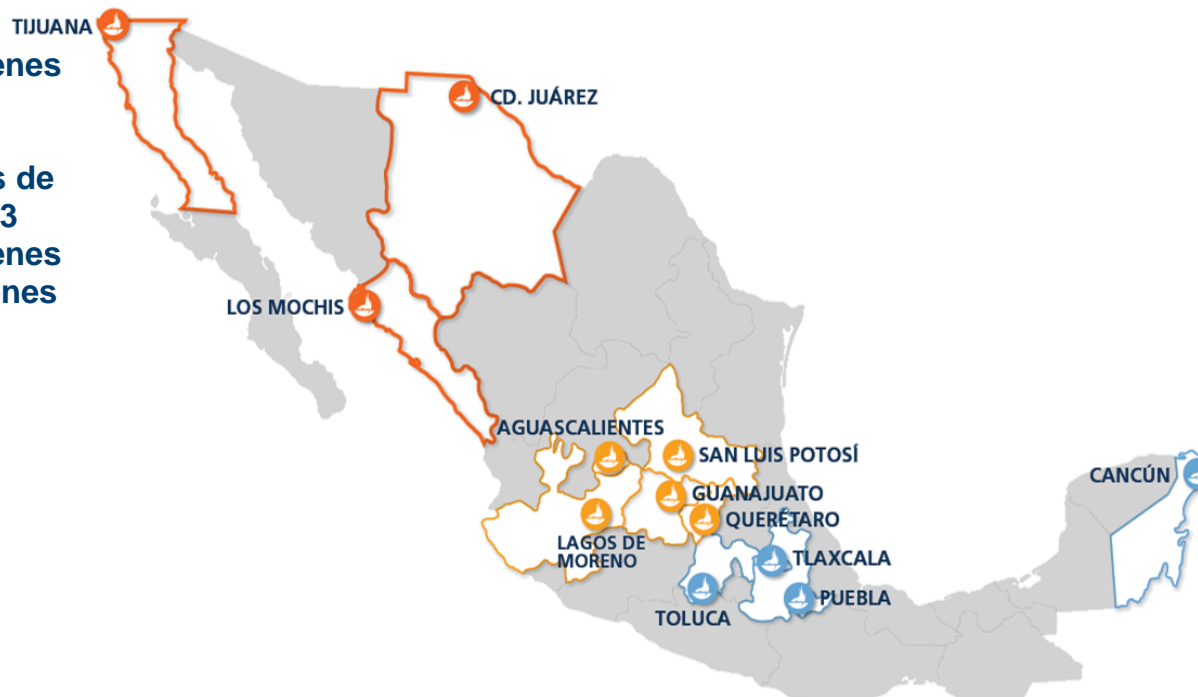 TIJUANA
enes
CD. JUÁREZ
s de
3
enes
nes
LOS MOCHIS
AGUASCALIENTES
SAN LUIS POTOSÍ
CANCÚN
GUANAJUATO
QUERÉTARO
LAGOS DE
MORENO
TLAXCALA
PUEBLA
TOLUCA